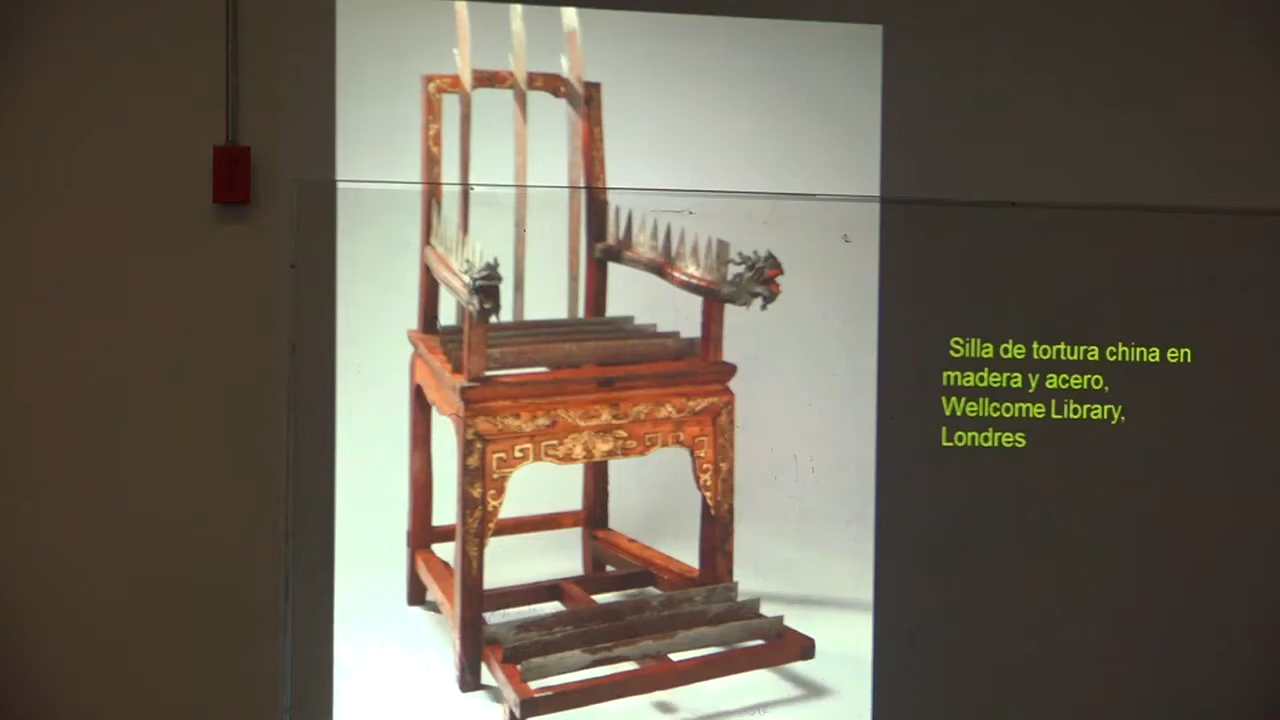 Silla de tortura china en
madera y acero,
Wellcome Library,
Londres